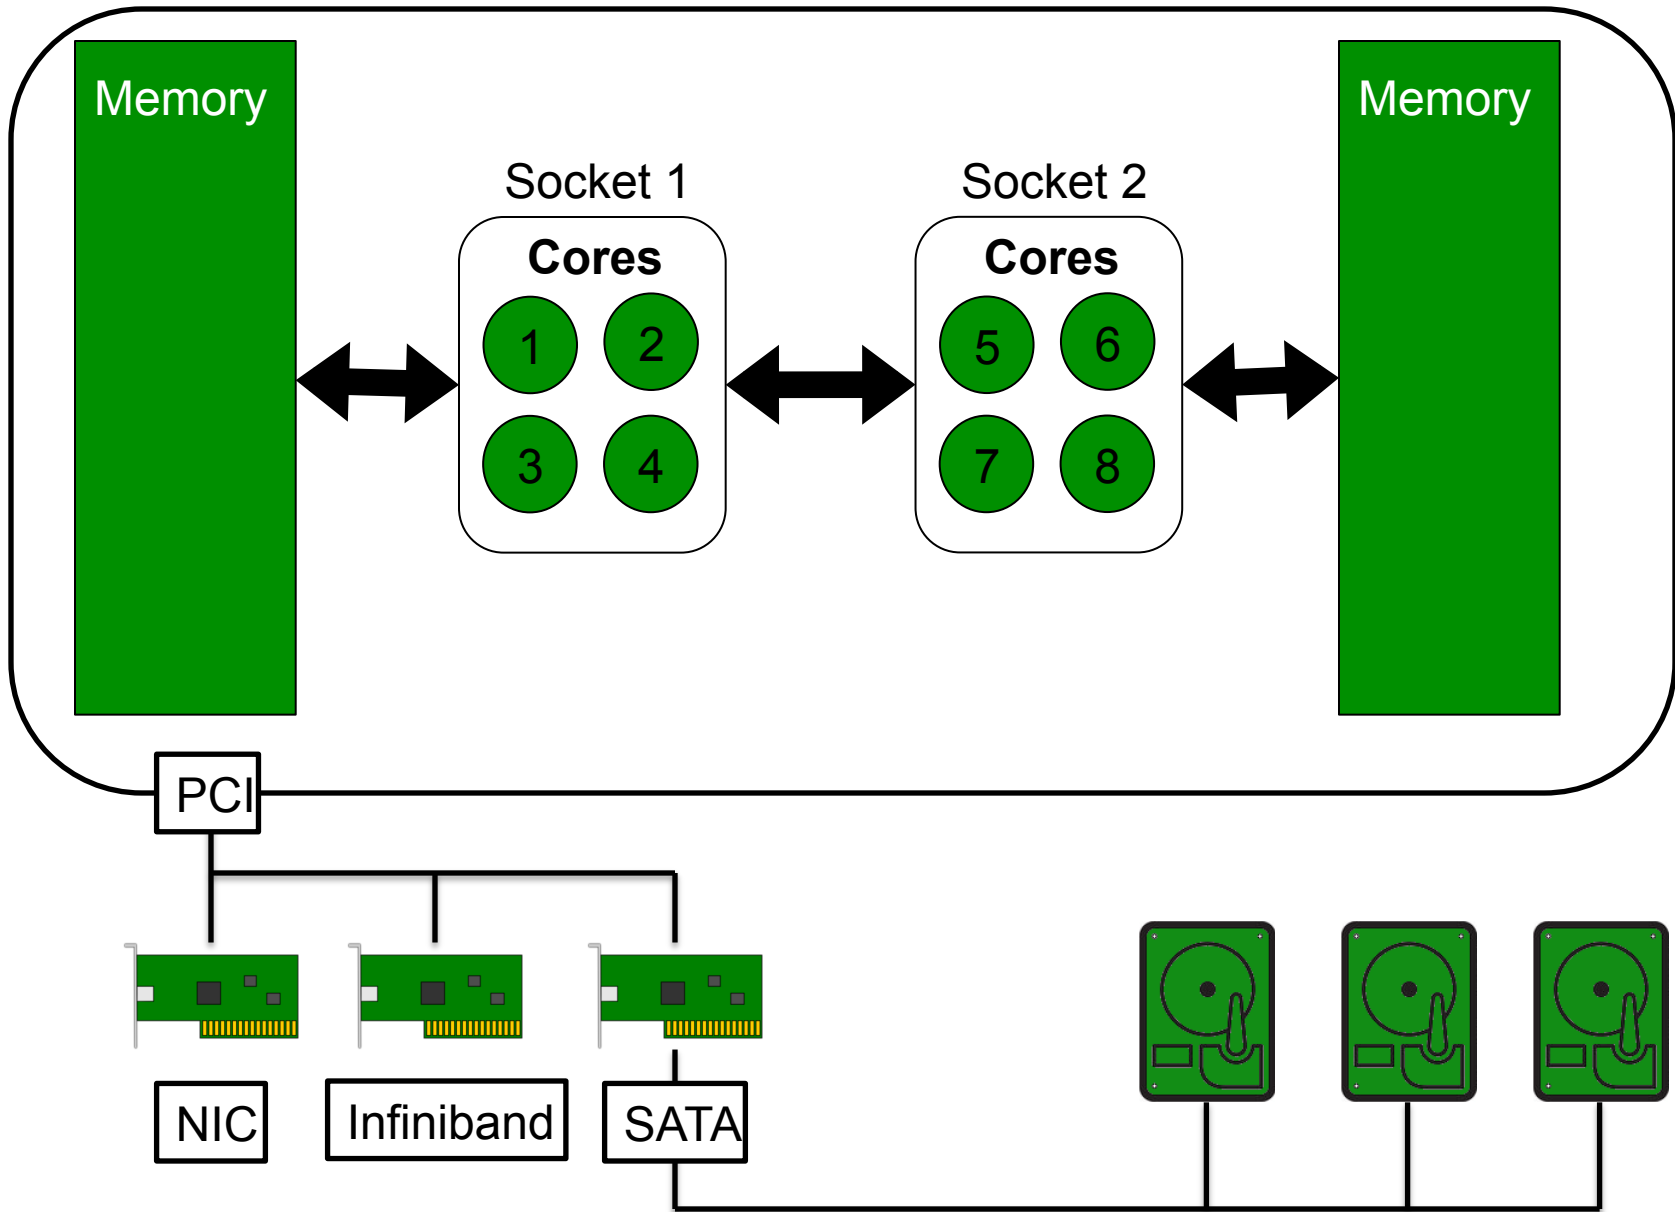 Memory
Memory
Socket 1
Socket 2
Cores
Cores
1
2
5
6
3
4
7
8
PCI
NIC
Infiniband
SATA